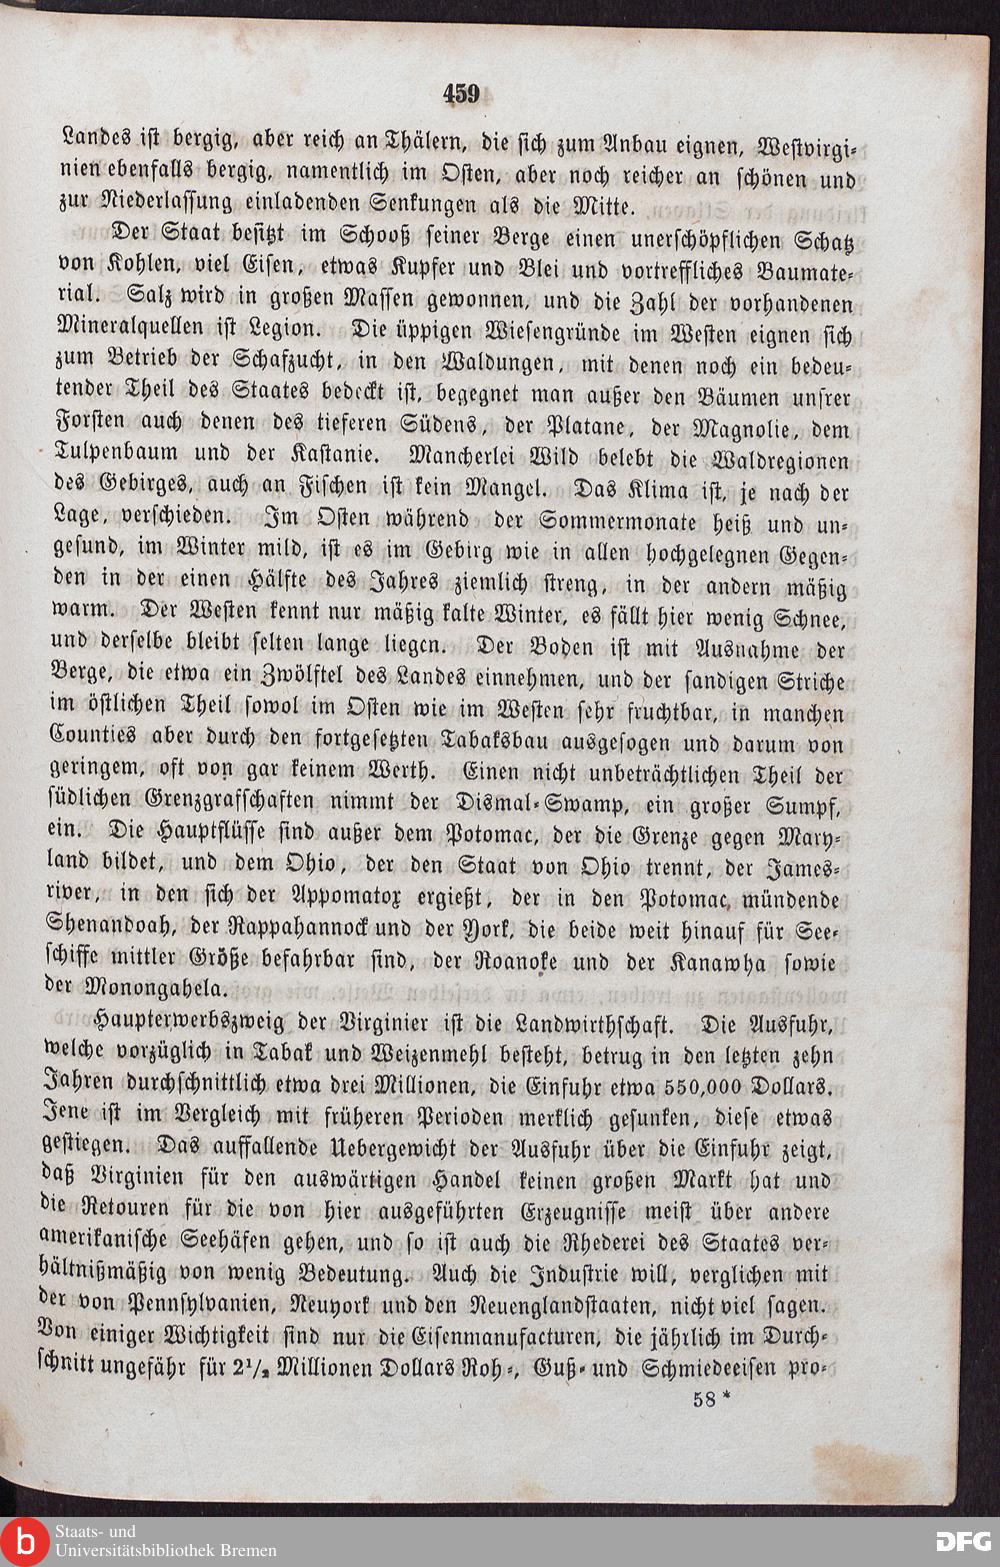 459
Landes ist bergig, aber reich an Thälern, die sich zum Anbau eignen, Westvirgi-
nien ebenfalls bergig, namentlich im Osten, aber noch reicher an schönen und
zur Niederlassung einladenden Senkungen als die Mitte.
Der Staat besitzt im Schooß seiner Berge einen unerschöpflichen Schatz
von Kohlen, viel Eisen, etwas Kupfer und Blei und vortreffliches Baumate-
rial. Salz wird in großen Massen gewonnen, und die Zahl der vorhandenen
Mineralquellen ist Legion. Die üppigen Wiesengründe im Westen eignen sich
zum Betrieb der Schafzucht, in den Waldungen, mit denen noch ein bedeu-
tender Theil des Staates bedeckt ist, begegnet man außer den Bäumen unsrer
Forsten auch denen des tieferen Südens, der Platane, der Magnolie, dem
Tulpenbaum und der Kastanie. Mancherlei Wild belebt die Waldregionen
des Gebirges, auch an Fischen ist kein Mangel. Das Klima ist, je nach der
Lage, verschieden. Im Osten während der Sommermonate heiß und un-
gesund, im Winter mild, ist es im Gebirg wie in allen hochgelegnen Gegen-
den in der einen Hälfte des Jahres ziemlich streng, in der andern mäßig
warm. Der Westen kennt nur mäßig kalte Winter, es fällt hier wenig Schnee,
und derselbe bleibt selten lange liegen. Der Boden ist mit Ausnahme der
Berge, die etwa ein Zwölftel des Landes einnehmen, und der sandigen Striche
im östlichen Theil sowol im Osten wie im Westen sehr fruchtbar, in manchen
Counties aber durch den fortgesetzten Tabaksbau ausgesogen und darum von
geringem, oft von gar keinem Werth. Einen nicht unbeträchtlichen Theil der
südlichen Grenzgrafschaften nimmt der Dismal-Swamp, ein großer Sumpf,
ein. Die Hauptflüsse sind außer dem Potomac, der die Grenze gegen Mary-
land bildet, und dem Ohio, der den Staat von Ohio trennt, der James-
river, in den sich der Appomatox ergießt, der in den Potomac mündende
Shenandoah, der Rappahannock und der York, die beide weit hinauf für See-
schiffe mittler Größe befahrbar sind, der Roanoke und der Kanawha sowie
der Monongahela.
Haupterwerbszweig der Virginier ist die Landwirthschaft. Die Ausfuhr,
welche vorzüglich in Tabak und Weizenmehl besteht, betrug in den letzten zehn
Jahren durchschnittlich etwa drei Millionen, die Einfuhr etwa 550,000 Dollars.
Jene ist im Vergleich mit früheren Perioden merklich gesunken, diese etwas
gestiegen. Das auffallende Uebergewicht der Ausfuhr über die Einfuhr zeigt,
daß Virginien für den auswärtigen Handel keinen großen Markt hat und
die Retouren für die von hier ausgeführten Erzeugnisse meist über andere
amerikanische Seehäfen gehen, und so ist auch die Rhederei des Staates ver-
hältnißmäßig von wenig Bedeutung. Auch die Industrie will, verglichen mit
der von Pennsylvanien, Neuyork und den Neuenglandstaaten, nicht viel sagen.
Von einiger Wichtigkeit sind nur die Eisenmanufacturen, die jährlich im Durch-
schnitt ungefähr für 2½ Millionen Dollars Roh-, Guß- und Schmiedeeisen pro-
58*
b Staats- und
Universitätsbibliothek Bremen
DFG